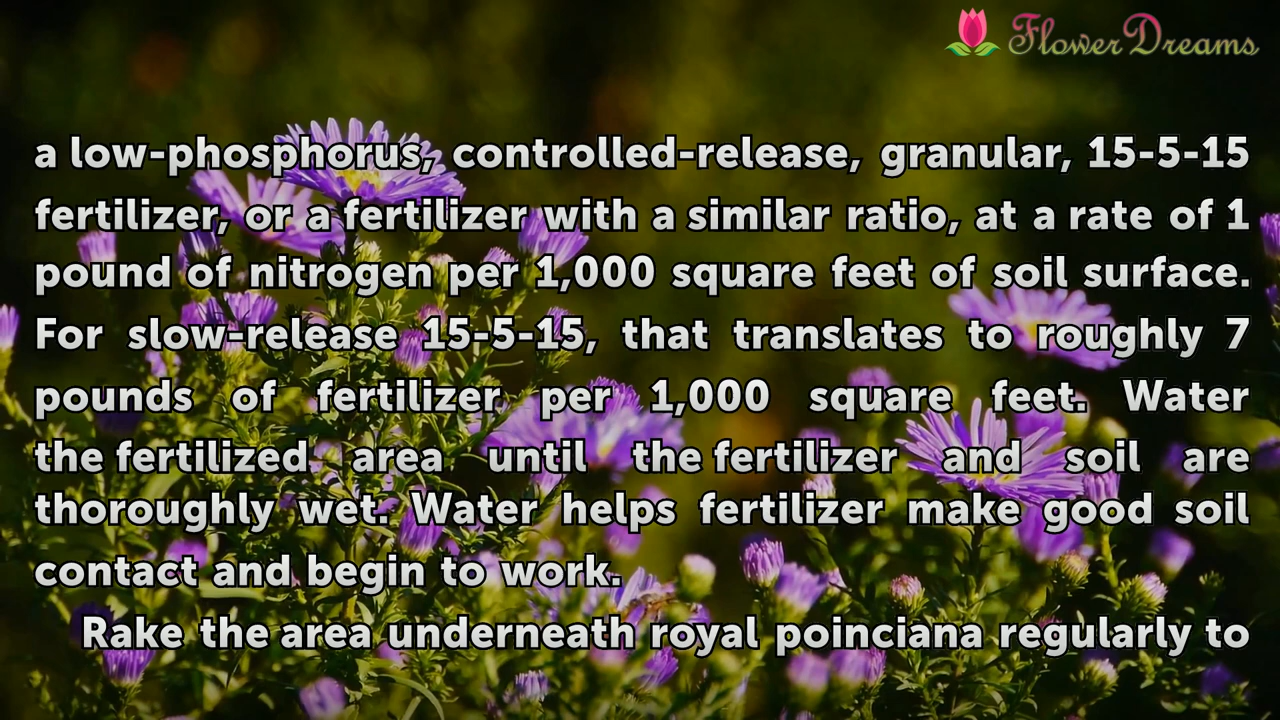 FlowerDreams
a low-phosphorus, controlled-release, granular, 15-5-15
fertilizer, or a fertilizer with a similar ratio, at a rate of 1
pound of nitrogen per 1,000 square feet of soil surface.
For slow-release 15-5-15, that translates to roughly 7
pounds of fertilizer per 1,000 square feet. Water
the fertilized area until the fertilizer and soil are
thoroughly wet. Water helps fertilizer make good soil
contact and begin to work.
Rake the area underneath royal poinciana regularly to